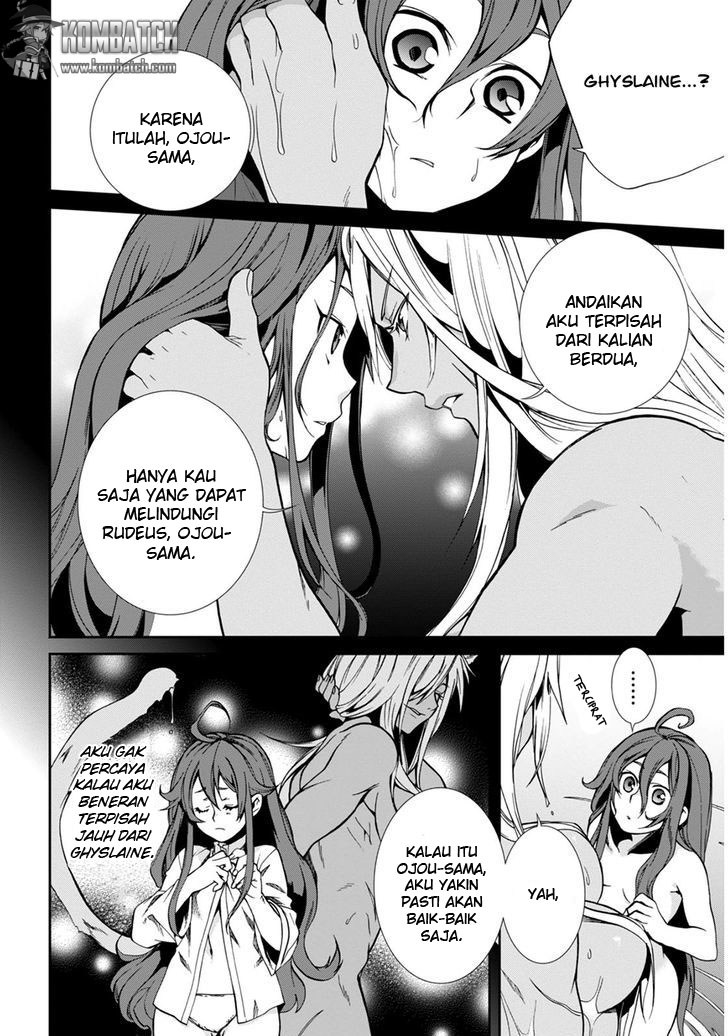 KOMBATCH
www.kombatch.com
GHYSLAINE...?
KARENA
ITULAH, OJOU-
SAMA,
ANDAIKAN
AKU TERPISAH
DARI KALIAN
BERDUA,
HANYA KAU
SAJA YANG DAPAT
MELINDUNGI
RUDEUS, OJOU-
SAMA.
......
TERCIPRAT
YAH,
KALAU ITU
OJOU-SAMA,
AKU YAKIN
PASTI AKAN
BAIK-BAIK
SAJA.
AKU GAK
PERCAYA
KALAU AKU
BENERAN
TERPISAH
JAUH DARI
GHYSLAINE.